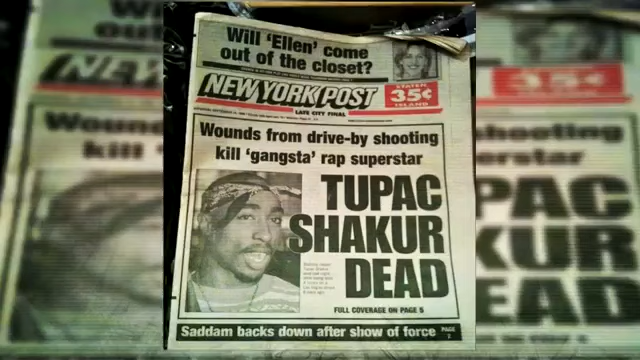 Will 'Ellen' come
out of the closet?
NEW YORK POST
STATEN
35¢
ISLAND
LATE CITY FINAL
Wounds from drive-by shooting
kill 'gangsta' rap superstar
TUPAC
SHAKUR
DEAD
FULL COVERAGE ON PAGE 5
Saddam backs down after show of force
PAGE